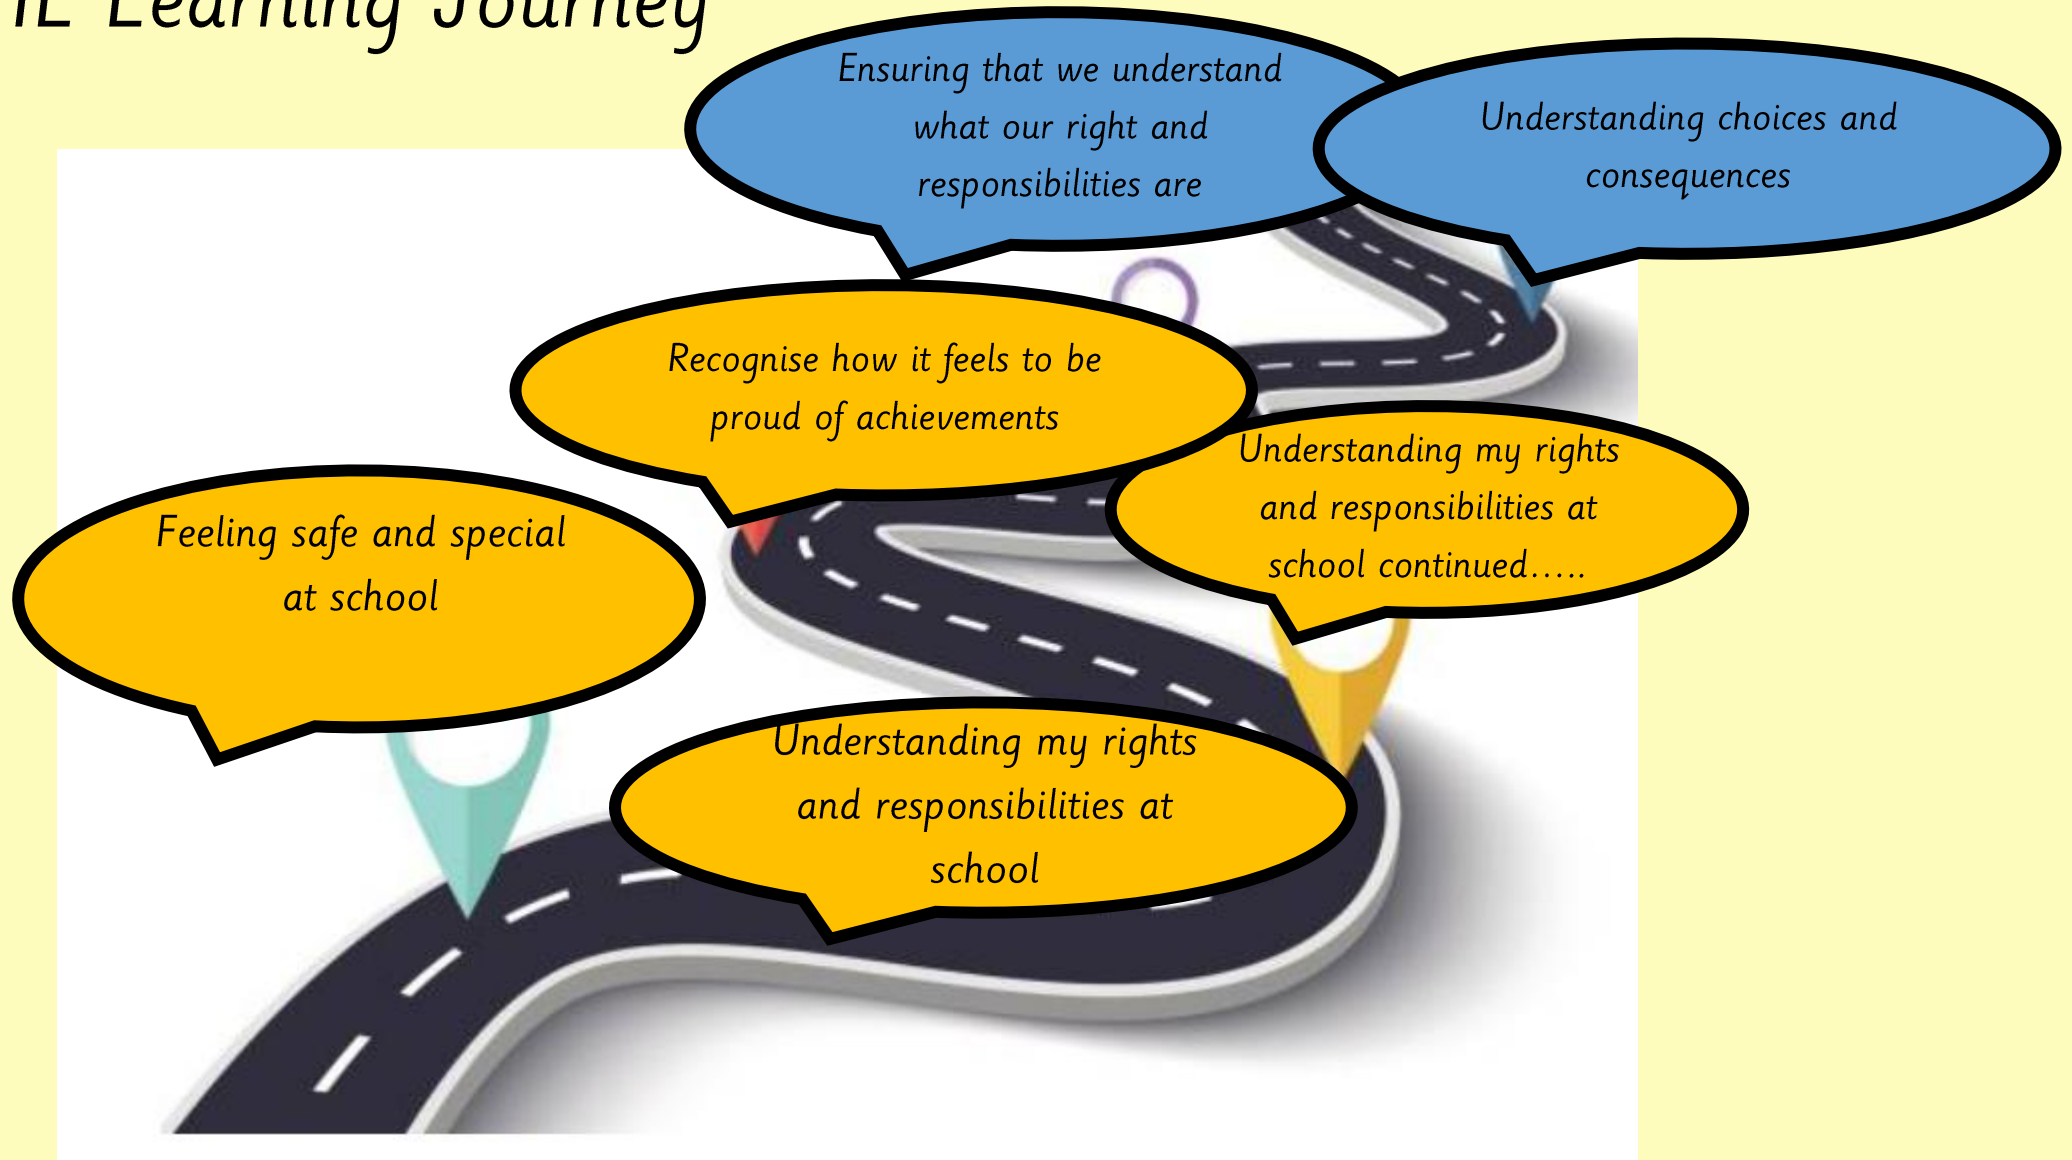 Learning Journey
Ensuring that we understand
what our right and
responsibilities are
Understanding choices and
consequences
Recognise how it feels to be
proud of achievements
Understanding my rights
and responsibilities at
school continued.....
Feeling safe and special
at school
Understanding my rights
and responsibilities at
school